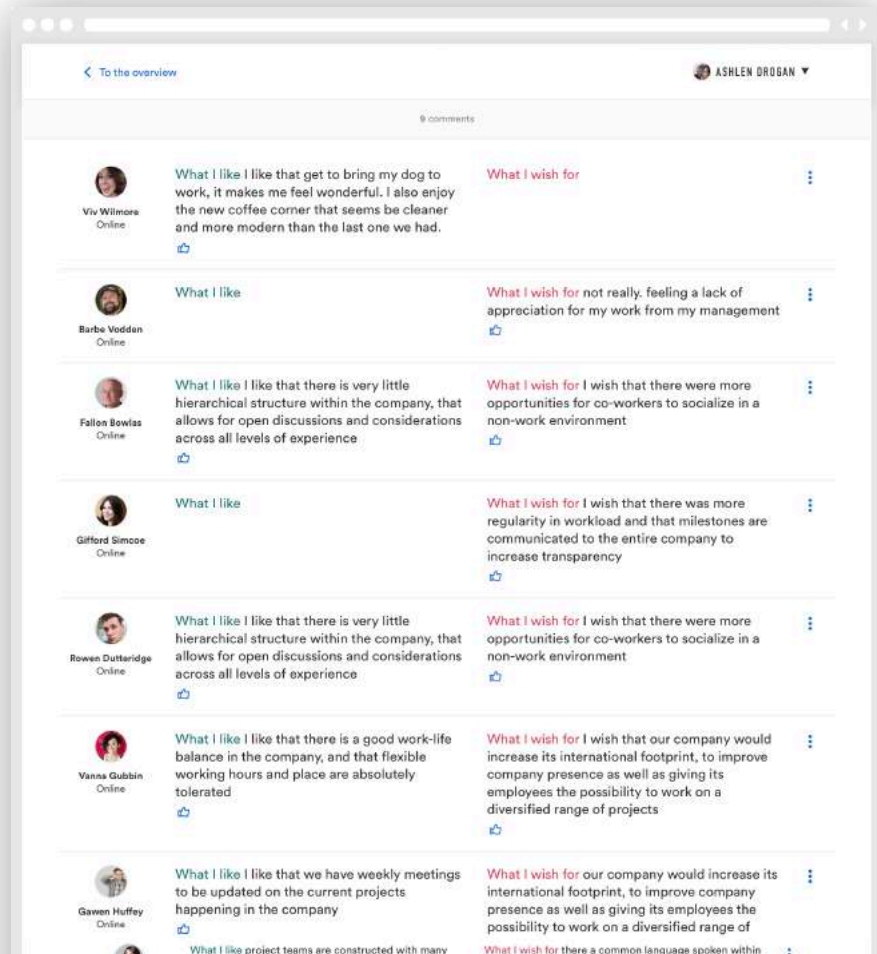 To the overview
ASHLEN DROGAN
9 comments
What I like I like that get to bring my dog to
work, it makes me feel wonderful. I also enjoy
the new coffee corner that seems be cleaner
and more modern than the last one we had.
What I wish for
Viv Wilmore
Online
What I like
What I wish for not really. feeling a lack of
appreciation for my work from my management
Barbe Vodden
Online
What I like I like that there is very little
hierarchical structure within the company, that
allows for open discussions and considerations
across all levels of experience
What I wish for I wish that there were more
opportunities for co-workers to socialize in a
non-work environment
Fallon Bowlas
Online
What I like
What I wish for I wish that there was more
regularity in workload and that milestones are
communicated to the entire company to
increase transparency
Gifford Simcoe
Online
What I like I like that there is very little
hierarchical structure within the company, that
allows for open discussions and considerations
across all levels of experience
What I wish for I wish that there were more
opportunities for co-workers to socialize in a
non-work environment
Rowen Dutteridge
Online
What I like I like that there is a good work-life
balance in the company, and that flexible
working hours and place are absolutely
tolerated
What I wish for I wish that our company would
increase its international footprint, to improve
company presence as well as giving its
employees the possibility to work on a
diversified range of projects
Vanna Gubbin
Online
What I like I like that we have weekly meetings
to be updated on the current projects
happening in the company
What I wish for our company would increase its
international footprint, to improve company
presence as well as giving its employees the
possibility to work on a diversified range of
Gawen Huffey
Online
What I like project teams are constructed with many
What I wish for there a common language spoken within